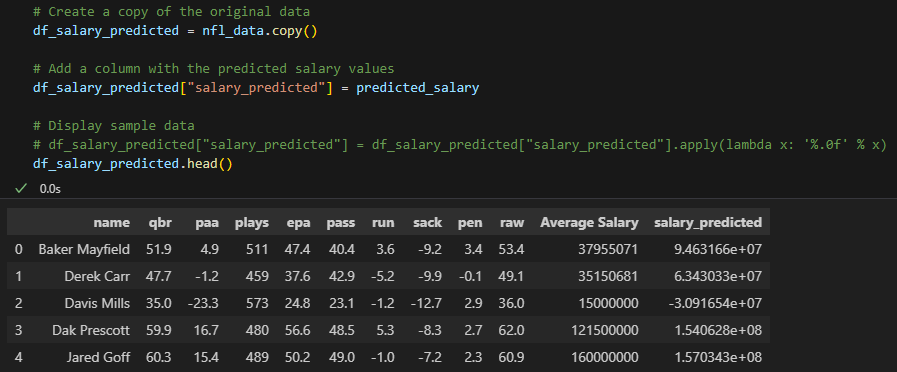 # Create a copy of the original data
df_salary_predicted = nfl_data.copy()
# Add a column with the predicted salary values
df_salary_predicted["salary_predicted"] = predicted_salary
# Display sample data
# df_salary_predicted["salary_predicted"] = df_salary_predicted["salary_predicted"].apply(lambda x: '%.0f' % x)
df_salary_predicted.head()
✓ 0.0s
name qbr paa plays epa pass run sack pen raw Average Salary salary_predicted
0 Baker Mayfield 51.9 4.9 511 47.4 40.4 3.6 -9.2 3.4 53.4 37955071 9.463166e+07
1 Derek Carr 47.7 -1.2 459 37.6 42.9 -5.2 -9.9 -0.1 49.1 35150681 6.343033e+07
2 Davis Mills 35.0 -23.3 573 24.8 23.1 -1.2 -12.7 2.9 36.0 15000000 -3.091654e+07
3 Dak Prescott 59.9 16.7 480 56.6 48.5 5.3 -8.3 2.7 62.0 121500000 1.540628e+08
4 Jared Goff 60.3 15.4 489 50.2 49.0 -1.0 -7.2 2.3 60.9 160000000 1.570343e+08